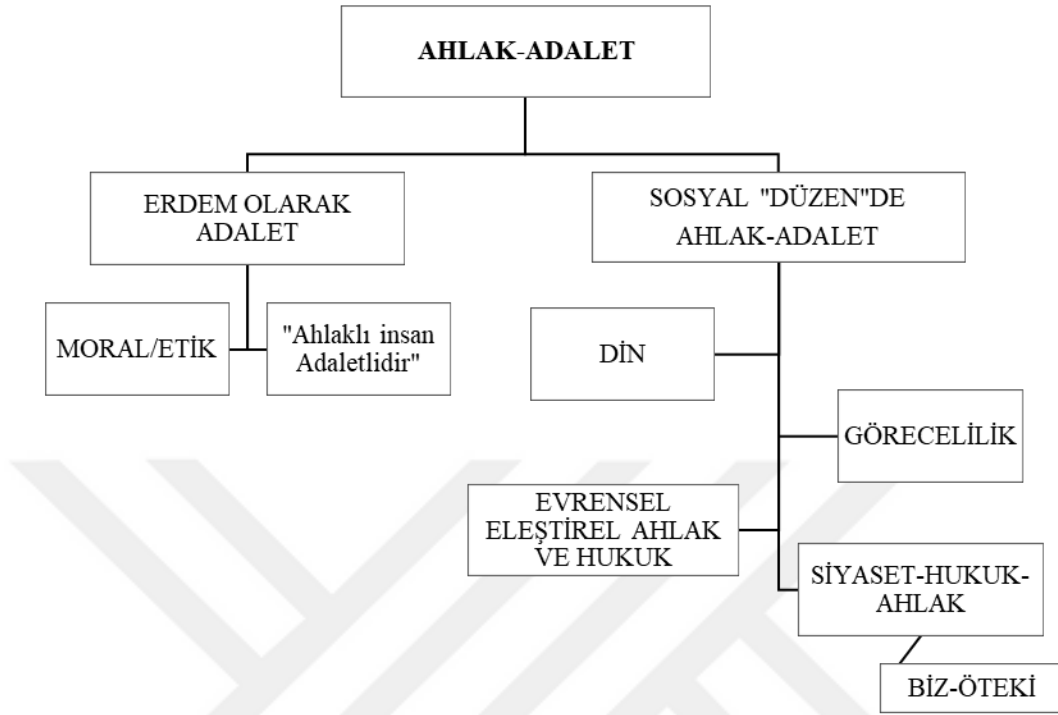 AHLAK-ADALET
ERDEM OLARAK
ADALET
SOSYAL "DÜZEN"DE
AHLAK-ADALET
MORAL/ETİK
"Ahlaklı insan
Adaletlidir"
DİN
GÖRECELİLİK
EVRENSEL
ELEŞTİREL AHLAK
VE HUKUK
SİYASET-HUKUK-
AHLAK
BİZ-ÖTEKİ